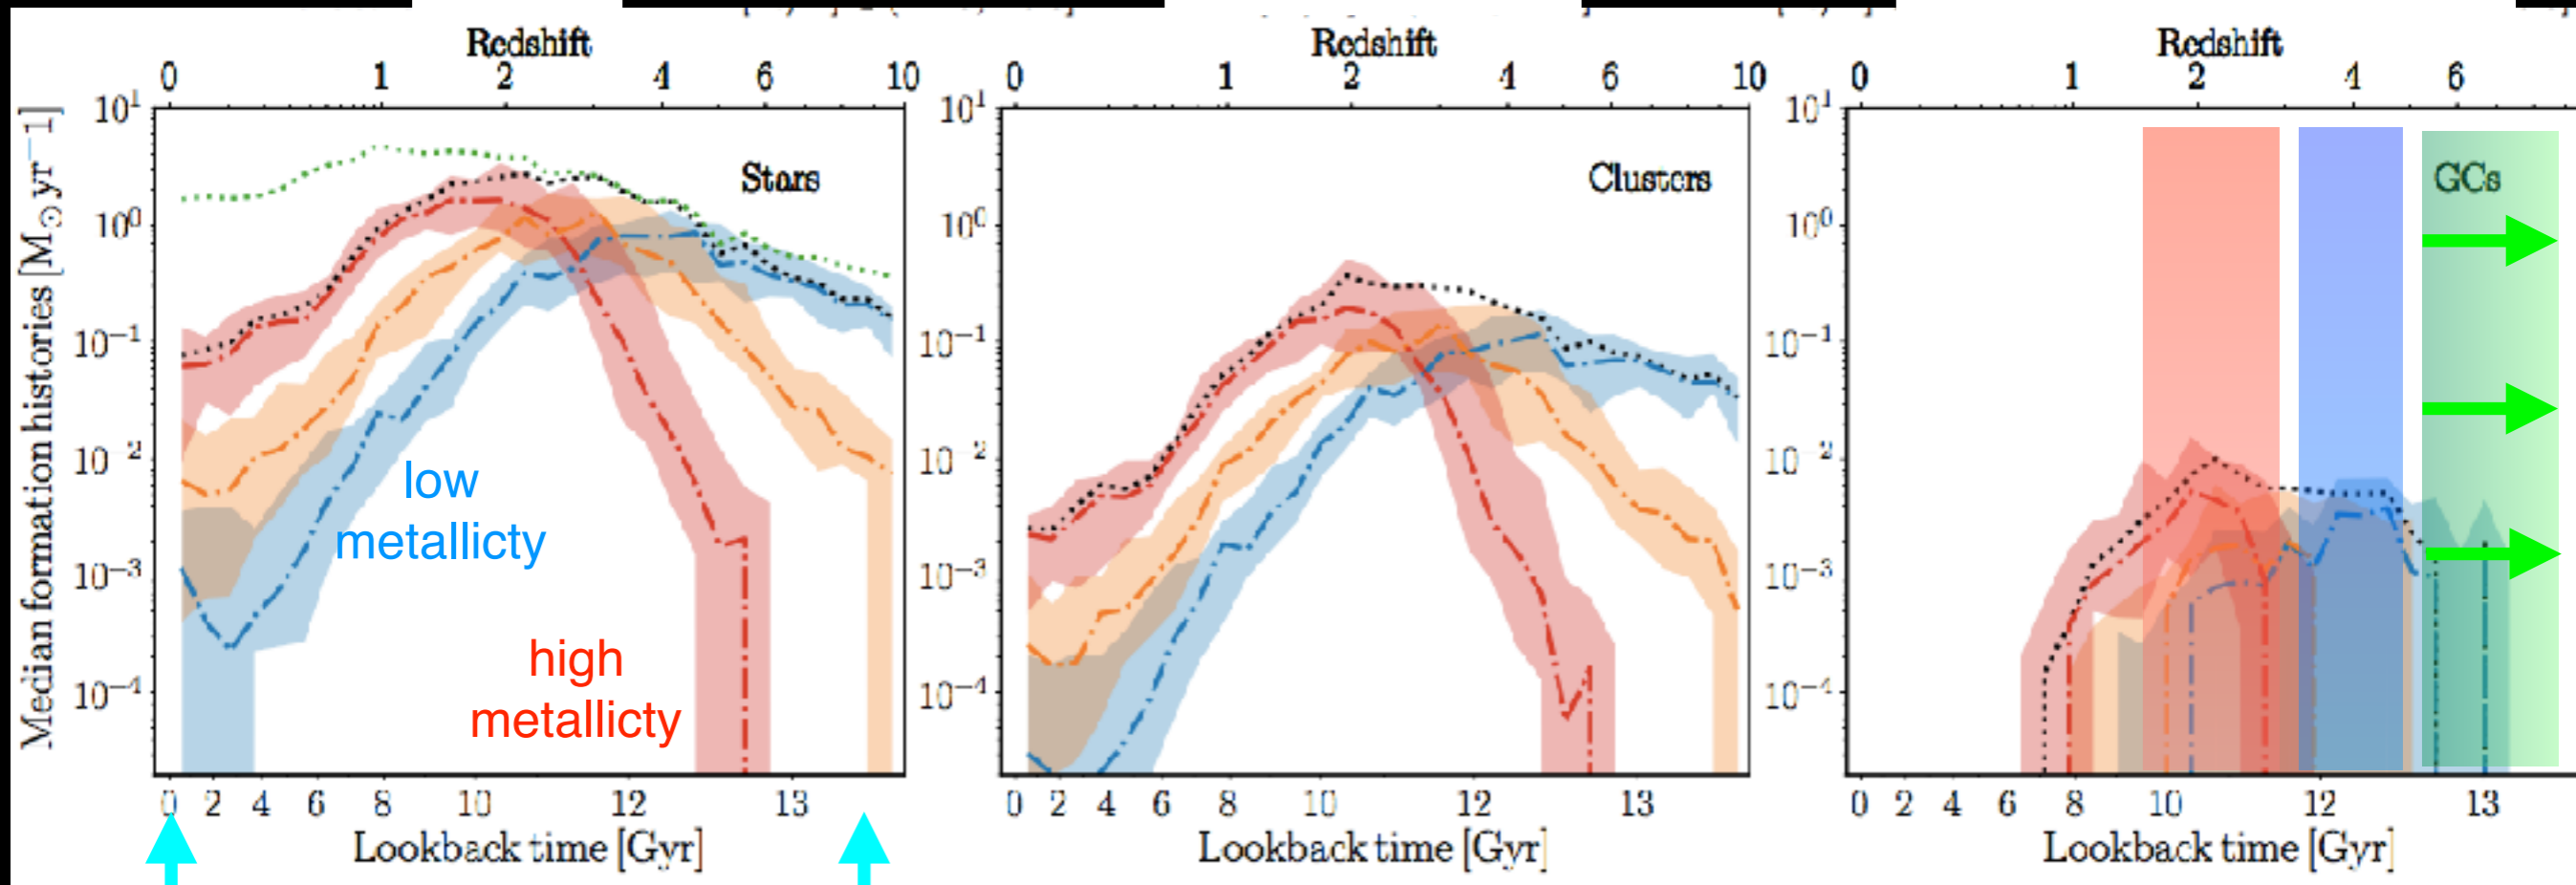 Redshift
0 1 2 4 6 10
Redshift
0 1 2 4 6 10
Redshift
0 1 2 4 6
Median formation histories [M⊙yr−1]
10^1
10^0
10^−1
10^−2
10^−3
10^−4
Stars
low
metallicty
high
metallicty
0 2 4 6 8 10 12 13
Lookback time [Gyr]
10^1
10^0
10^−1
10^−2
10^−3
10^−4
Clusters
0 2 4 6 8 10 12 13
Lookback time [Gyr]
10^1
10^0
10^−1
10^−2
10^−3
10^−4
GCs
0 2 4 6 8 10 12 13
Lookback time [Gyr]